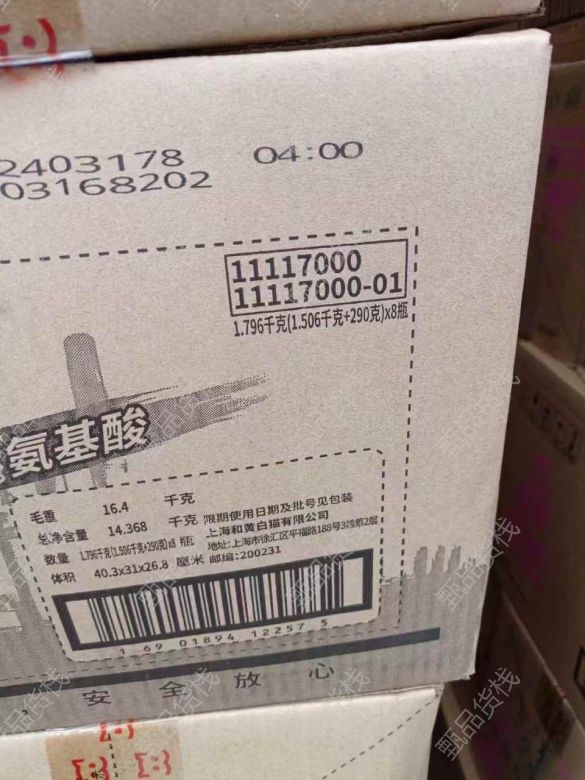 2403178 04:00
03168202
11117000
11117000-01
1.796千克(1.506千克+290克)x8瓶
氨基酸
毛重 16.4 千克
总净含量 14.368 千克
数量 1.796千克(1.506千克+290克)x8 瓶
体积 40.3x31x26.8 厘米
限期使用日期及批号见包装
上海和黄白猫有限公司
地址:上海市徐汇区平福路188号3幢第2层
邮编:200231
1 69 01894 12257 5
安全放心
甄品货栈